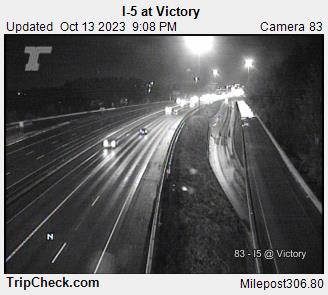 I-5 at Victory
Updated  Oct 13 2023  9:08 PM
Camera 83
T
N
83 - I5 @ Victory
TripCheck.com
Milepost306.80